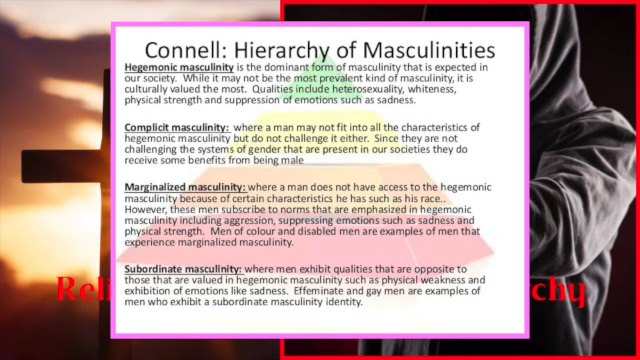 Connell: Hierarchy of Masculinities
Hegemonic masculinity is the dominant form of masculinity that is expected in
our society. While it may not be the most prevalent kind of masculinity, it is
culturally valued the most. Qualities include heterosexuality, whiteness,
physical strength and suppression of emotions such as sadness.
Complicit masculinity: where a man may not fit into all the characteristics of
hegemonic masculinity but do not challenge it either. Since they are not
challenging the systems of gender that are present in our societies they do
receive some benefits from being male
Marginalized masculinity: where a man does not have access to the hegemonic
masculinity because of certain characteristics he has such as his race..
However, these men subscribe to norms that are emphasized in hegemonic
masculinity including aggression, suppressing emotions such as sadness and
physical strength. Men of colour and disabled men are examples of men that
experience marginalized masculinity.
Subordinate masculinity: where men exhibit qualities that are opposite to
those that are valued in hegemonic masculinity such as physical weakness and
exhibition of emotions like sadness. Effeminate and gay men are examples of
men who exhibit a subordinate masculinity identity.